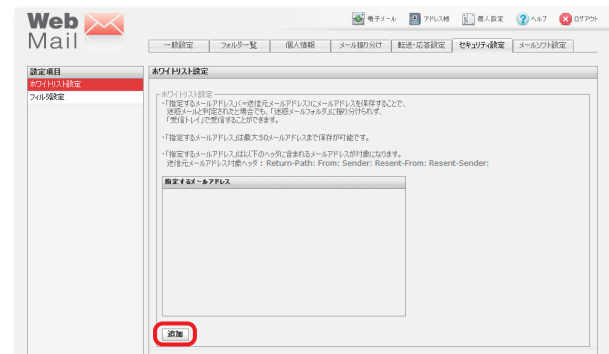 Web
Mail
電子メール アドレス帳 個人設定 ヘルプ ログアウト
一般設定 フォルダ一覧 個人情報 メール振り分け 転送・応答設定 セキュリティ設定 メールソフト設定
設定項目
ホワイトリスト設定
フィルタ設定
ホワイトリスト設定
ホワイトリスト設定
・「指定するメールアドレス」(=送信元メールアドレス)にメールアドレスを保存することで、
迷惑メールと判定されたと場合でも、「迷惑メールフォルダ」に振り分けられず、
「受信トレイ」で受信することができます。
・「指定するメールアドレス」は最大50メールアドレスまで保存が可能です。
・「指定するメールアドレス」は以下のヘッダに含まれるメールアドレスが対象になります。
送信元メールアドレス対象ヘッダ : Return-Path: From: Sender: Resent-From: Resent-Sender:
指定するメールアドレス
追加